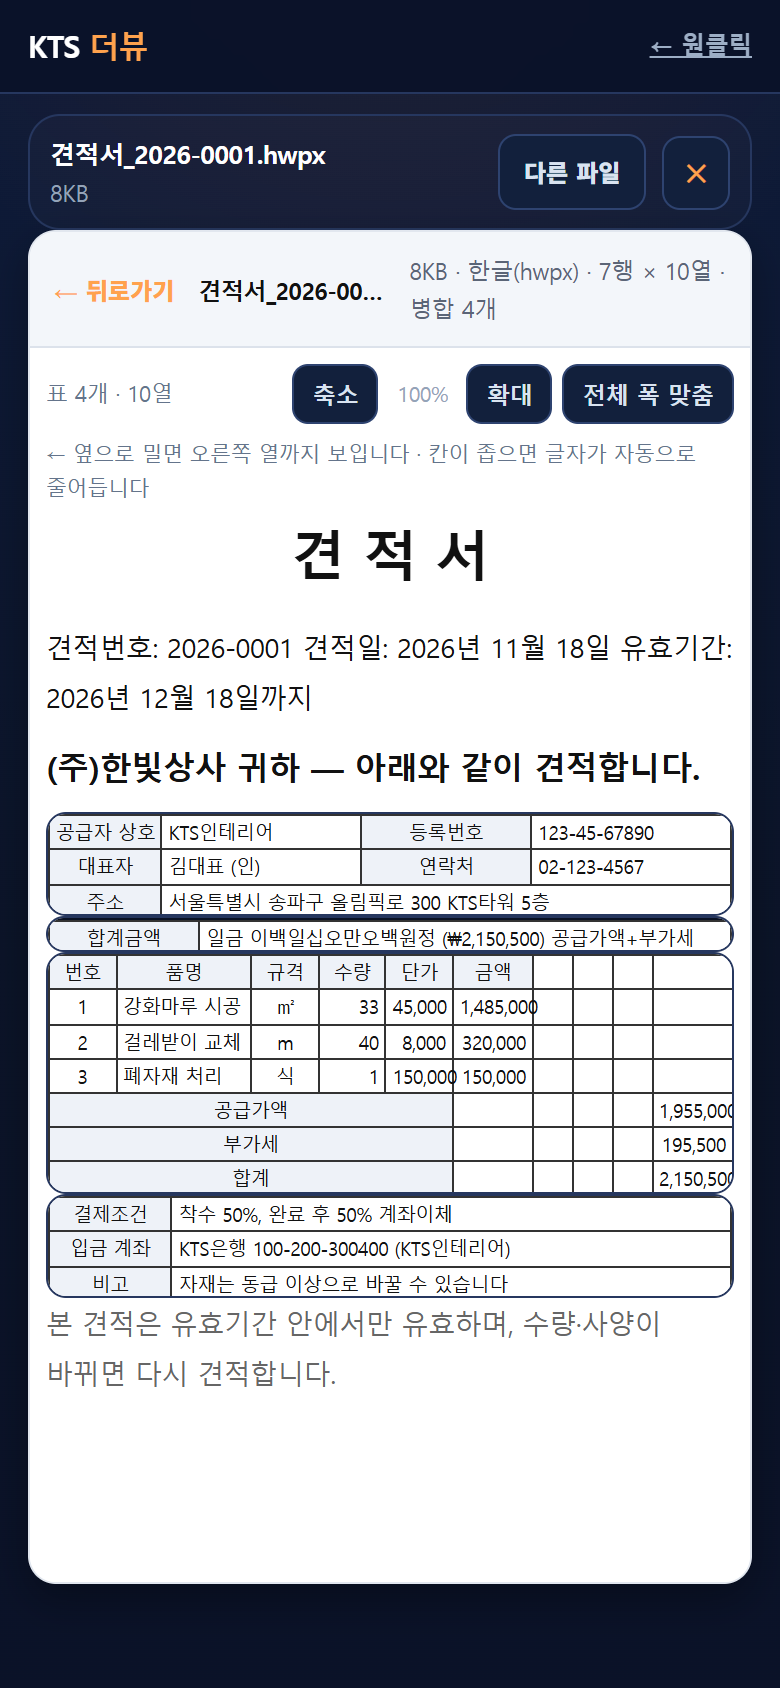 KTS 더뷰
← 원클릭
견적서_2026-0001.hwpx
8KB
다른 파일
×
← 뒤로가기 견적서_2026-00...
8KB · 한글(hwpx) · 7행 × 10열 ·
병합 4개
표 4개 · 10열
축소 100% 확대 전체 폭 맞춤
← 옆으로 밀면 오른쪽 열까지 보입니다 · 칸이 좁으면 글자가 자동으로
줄어듭니다
견 적 서
견적번호: 2026-0001 견적일: 2026년 11월 18일 유효기간:
2026년 12월 18일까지
(주)한빛상사 귀하 — 아래와 같이 견적합니다.
공급자 상호 KTS인테리어 등록번호 123-45-67890
대표자 김대표 (인) 연락처 02-123-4567
주소 서울특별시 송파구 올림픽로 300 KTS타워 5층
합계금액 일금 이백일십오만오백원정 (₩2,150,500) 공급가액+부가세
번호 품명 규격 수량 단가 금액
1 강화마루 시공 ㎡ 33 45,000 1,485,000
2 걸레받이 교체 m 40 8,000 320,000
3 폐자재 처리 식 1 150,000 150,000
공급가액 1,955,000
부가세 195,500
합계 2,150,500
결제조건 착수 50%, 완료 후 50% 계좌이체
입금 계좌 KTS은행 100-200-300400 (KTS인테리어)
비고 자재는 동급 이상으로 바꿀 수 있습니다
본 견적은 유효기간 안에서만 유효하며, 수량·사양이
바뀌면 다시 견적합니다.